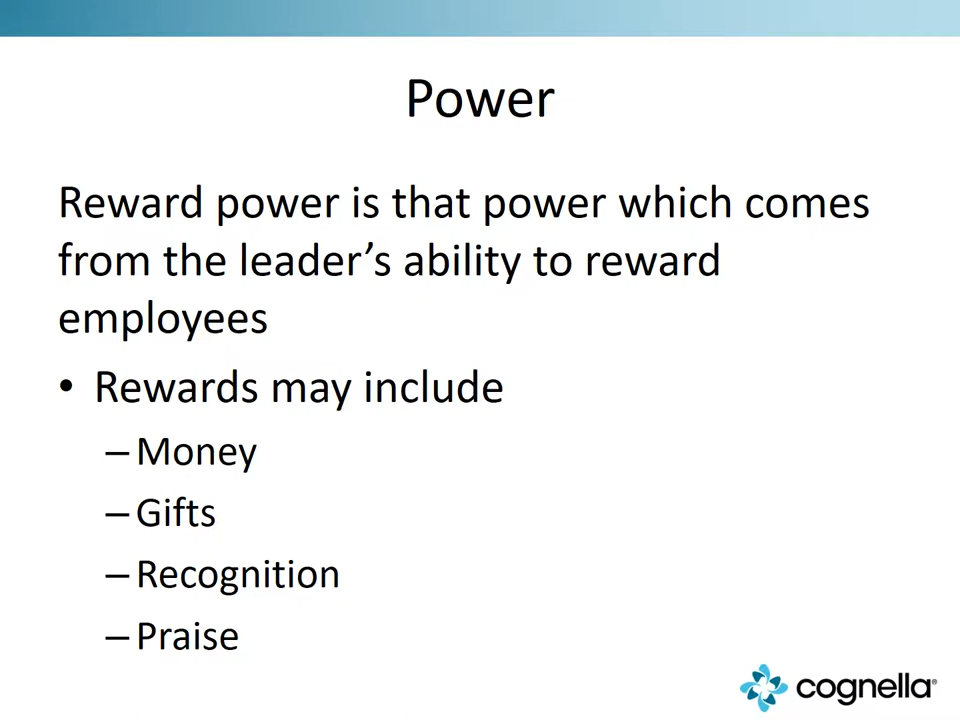 Power
Reward power is that power which comes
from the leader’s ability to reward
employees
• Rewards may include
– Money
– Gifts
– Recognition
– Praise
cognella®